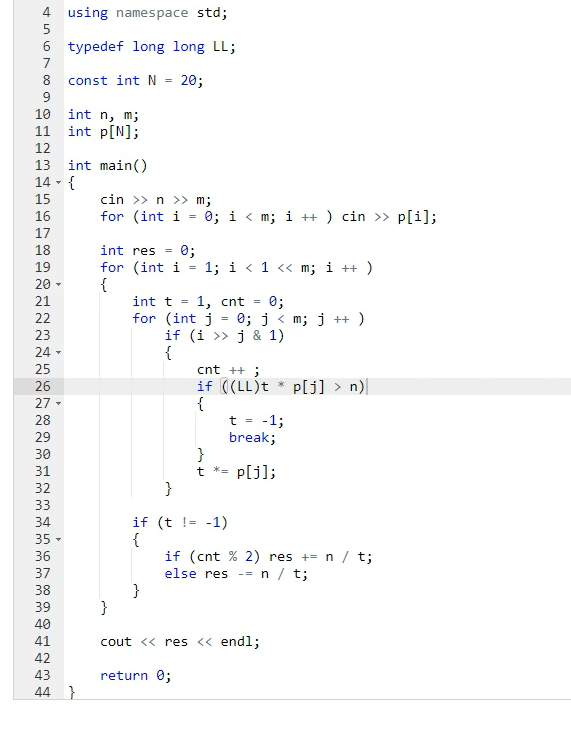 4 using namespace std;
5
6 typedef long long LL;
7
8 const int N = 20;
9
10 int n, m;
11 int p[N];
12
13 int main()
14 {
15     cin >> n >> m;
16     for (int i = 0; i < m; i ++ ) cin >> p[i];
17
18     int res = 0;
19     for (int i = 1; i < 1 << m; i ++ )
20     {
21         int t = 1, cnt = 0;
22         for (int j = 0; j < m; j ++ )
23             if (i >> j & 1)
24             {
25                 cnt ++ ;
26                 if ((LL)t * p[j] > n)
27                 {
28                     t = -1;
29                     break;
30                 }
31                 t *= p[j];
32             }
33
34         if (t != -1)
35         {
36             if (cnt % 2) res += n / t;
37             else res -= n / t;
38         }
39     }
40
41     cout << res << endl;
42
43     return 0;
44 }